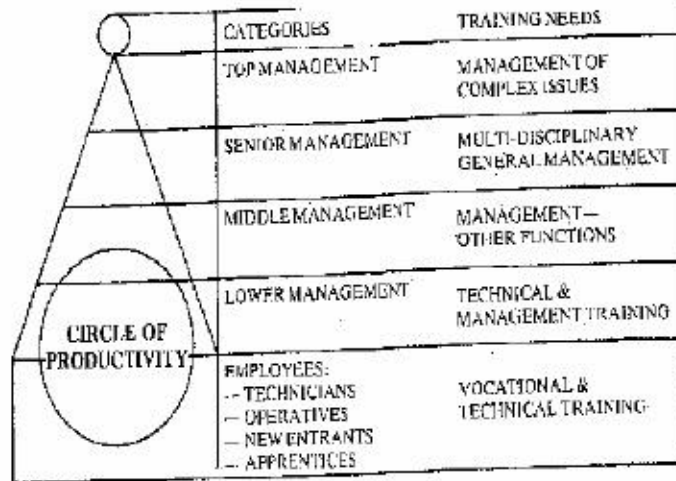 CATEGORIES TRAINING NEEDS
TOP MANAGEMENT MANAGEMENT OF
COMPLEX ISSUES
SENIOR MANAGEMENT MULTI-DISCIPLINARY
GENERAL MANAGEMENT
MIDDLE MANAGEMENT MANAGEMENT—
OTHER FUNCTIONS
LOWER MANAGEMENT TECHNICAL &
MANAGEMENT TRAINING
CIRCLE OF
PRODUCTIVITY
EMPLOYEES:
— TECHNICIANS VOCATIONAL &
— OPERATIVES TECHNICAL TRAINING
— NEW ENTRANTS
— APPRENTICES